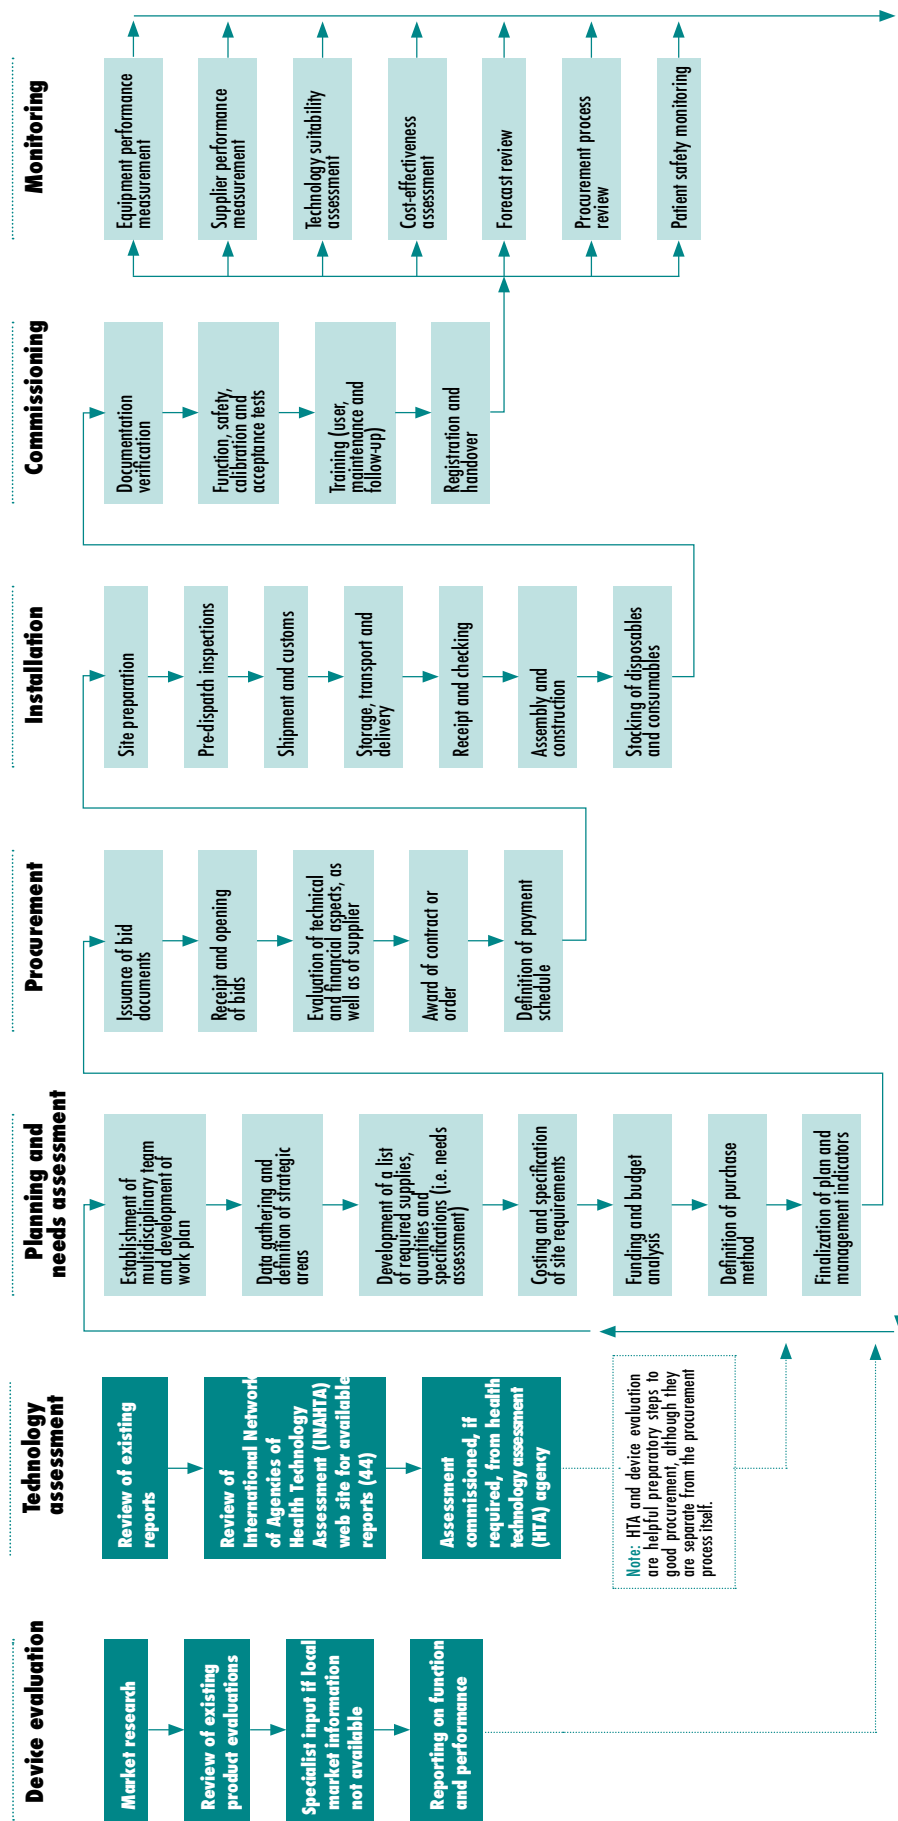 Device evaluation
Market research
Review of existing
product evaluations
Specialist input if local
market information
not available
Reporting on function
and performance
Technology
assessment
Review of existing
reports
Review of
International Network
of Agencies of
Health Technology
Assessment (INAHTA)
web site for available
reports (44)
Assessment
commissioned, if
required, from health
technology assessment
(HTA) agency
Note: HTA and device evaluation
are helpful preparatory steps to
good procurement, although they
are separate from the procurement
process itself.
Planning and
needs assessment
Establishment of
multidisciplinary team
and development of
work plan
Data gathering and
definition of strategic
areas
Development of a list
of required supplies,
quantities and
specifications (i.e. needs
assessment)
Costing and specification
of site requirements
Funding and budget
analysis
Definition of purchase
method
Finalization of plan and
management indicators
Procurement
Issuance of bid
documents
Receipt and opening
of bids
Evaluation of technical
and financial aspects, as
well as of supplier
Award of contract or
order
Definition of payment
schedule
Installation
Site preparation
Pre-dispatch inspections
Shipment and customs
Storage, transport and
delivery
Receipt and checking
Assembly and
construction
Stocking of disposables
and consumables
Commissioning
Documentation
verification
Function, safety,
calibration and
acceptance tests
Training (user,
maintenance and
follow-up)
Registration and
handover
Monitoring
Equipment performance
measurement
Supplier performance
measurement
Technology suitability
assessment
Cost-effectiveness
assessment
Forecast review
Procurement process
review
Patient safety monitoring